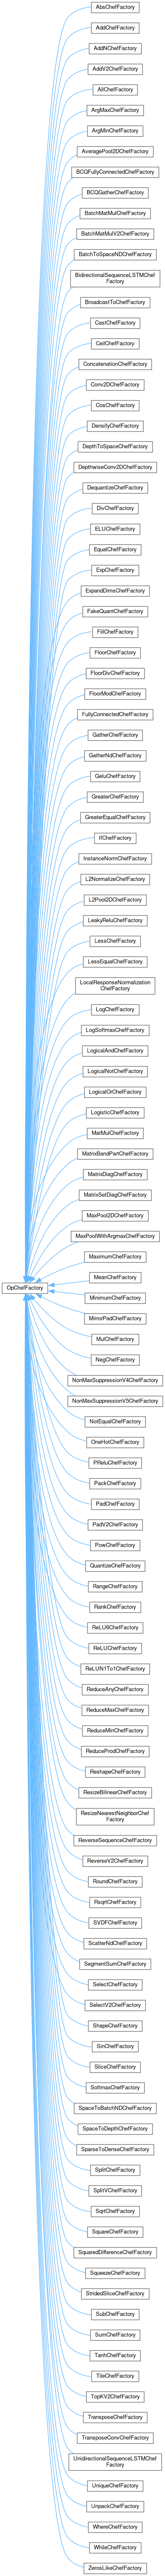 AbsChefFactory
AddChefFactory
AddNChefFactory
AddV2ChefFactory
AllChefFactory
ArgMaxChefFactory
ArgMinChefFactory
AveragePool2DChefFactory
BCQFullyConnectedChefFactory
BCQGatherChefFactory
BatchMatMulChefFactory
BatchMatMulV2ChefFactory
BatchToSpaceNDChefFactory
BidirectionalSequenceLSTMChef
Factory
BroadcastToChefFactory
CastChefFactory
CeilChefFactory
ConcatenationChefFactory
Conv2DChefFactory
CosChefFactory
DensifyChefFactory
DepthToSpaceChefFactory
DepthwiseConv2DChefFactory
DequantizeChefFactory
DivChefFactory
ELUChefFactory
EqualChefFactory
ExpChefFactory
ExpandDimsChefFactory
FakeQuantChefFactory
FillChefFactory
FloorChefFactory
FloorDivChefFactory
FloorModChefFactory
FullyConnectedChefFactory
GatherChefFactory
GatherNdChefFactory
GeluChefFactory
GreaterChefFactory
GreaterEqualChefFactory
IfChefFactory
InstanceNormChefFactory
L2NormalizeChefFactory
L2Pool2DChefFactory
LeakyReluChefFactory
LessChefFactory
LessEqualChefFactory
LocalResponseNormalization
ChefFactory
LogChefFactory
LogSoftmaxChefFactory
LogicalAndChefFactory
LogicalNotChefFactory
LogicalOrChefFactory
LogisticChefFactory
MatMulChefFactory
MatrixBandPartChefFactory
MatrixDiagChefFactory
MatrixSetDiagChefFactory
MaxPool2DChefFactory
MaxPoolWithArgmaxChefFactory
MaximumChefFactory
MeanChefFactory
OpChefFactory
MinimumChefFactory
MirrorPadChefFactory
MulChefFactory
NegChefFactory
NonMaxSuppressionV4ChefFactory
NonMaxSuppressionV5ChefFactory
NotEqualChefFactory
OneHotChefFactory
PReluChefFactory
PackChefFactory
PadChefFactory
PadV2ChefFactory
PowChefFactory
QuantizeChefFactory
RangeChefFactory
RankChefFactory
ReLU6ChefFactory
ReLUChefFactory
ReLUN1To1ChefFactory
ReduceAnyChefFactory
ReduceMaxChefFactory
ReduceMinChefFactory
ReduceProdChefFactory
ReshapeChefFactory
ResizeBilinearChefFactory
ResizeNearestNeighborChef
Factory
ReverseSequenceChefFactory
ReverseV2ChefFactory
RoundChefFactory
RsqrtChefFactory
SVDFChefFactory
ScatterNdChefFactory
SegmentSumChefFactory
SelectChefFactory
SelectV2ChefFactory
ShapeChefFactory
SinChefFactory
SliceChefFactory
SoftmaxChefFactory
SpaceToBatchNDChefFactory
SpaceToDepthChefFactory
SparseToDenseChefFactory
SplitChefFactory
SplitVChefFactory
SqrtChefFactory
SquareChefFactory
SquaredDifferenceChefFactory
SqueezeChefFactory
StridedSliceChefFactory
SubChefFactory
SumChefFactory
TanhChefFactory
TileChefFactory
TopKV2ChefFactory
TransposeChefFactory
TransposeConvChefFactory
UnidirectionalSequenceLSTMChef
Factory
UniqueChefFactory
UnpackChefFactory
WhereChefFactory
WhileChefFactory
ZerosLikeChefFactory